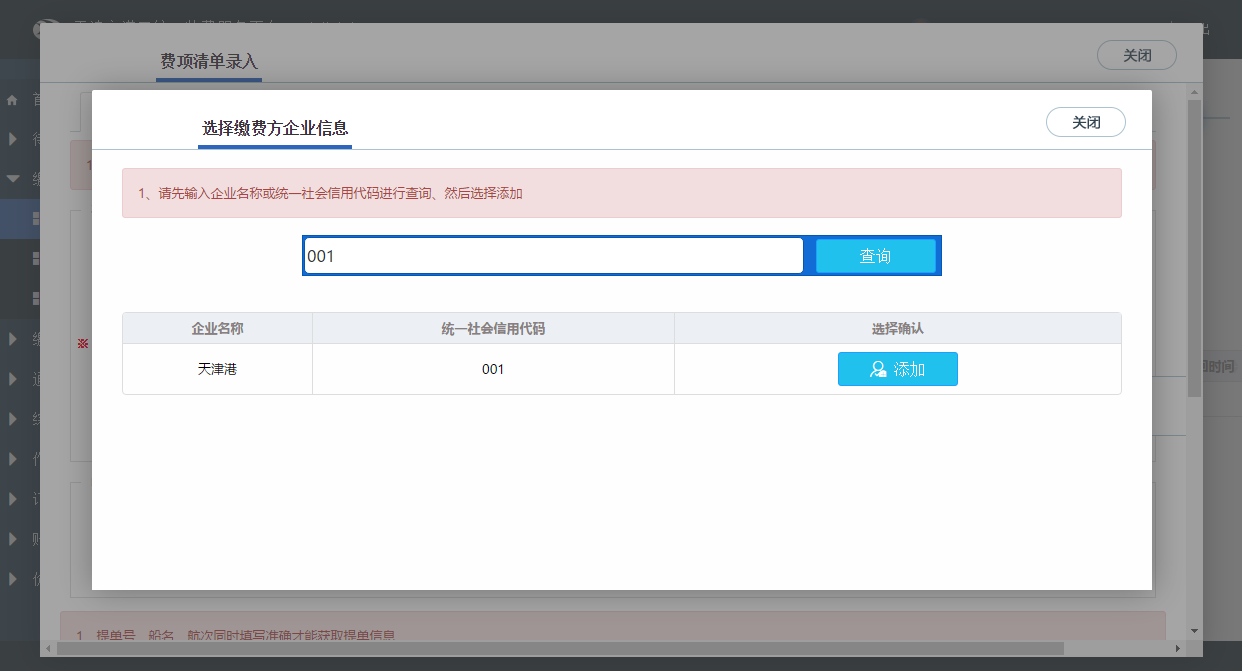 费项清单录入
关闭
选择缴费方企业信息
关闭
1、请先输入企业名称或统一社会信用代码进行查询、然后选择添加
001
查询
企业名称
统一社会信用代码
选择确认
天津港
001
添加
※
时间
1、提单号、船名、航次同时填写准确才能获取提单信息